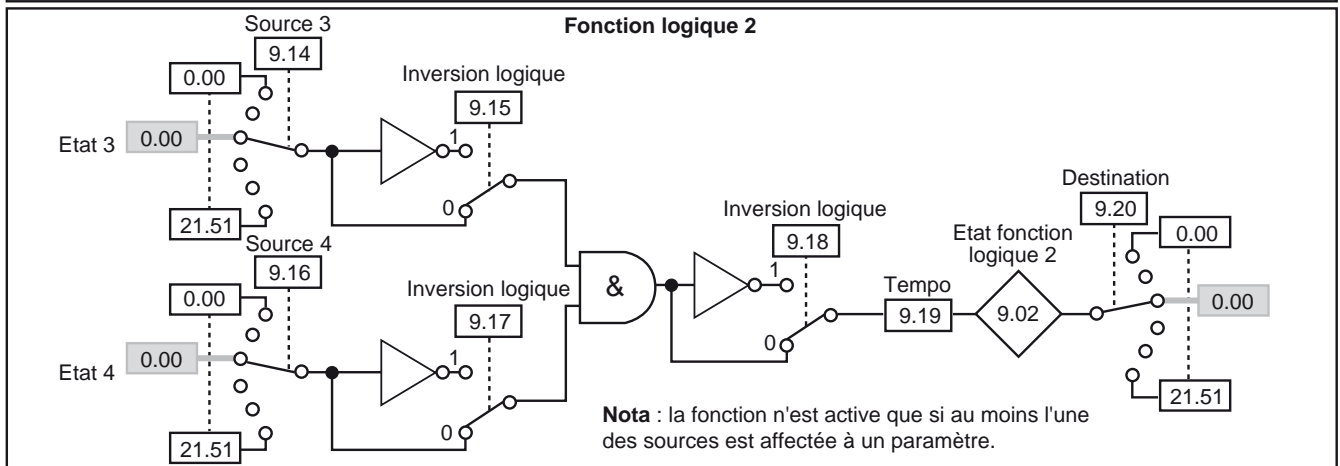 Fonction logique 2
Source 3
9.14
0.00
Inversion logique
9.15
Etat 3
0.00
1
0
21.51
Source 4
9.16
0.00
Inversion logique
9.17
Etat 4
0.00
1
0
21.51
&
Inversion logique
9.18
1
0
Tempo
9.19
Etat fonction
logique 2
9.02
Destination
9.20
0.00
0.00
21.51
Nota : la fonction n'est active que si au moins l'une
des sources est affectée à un paramètre.